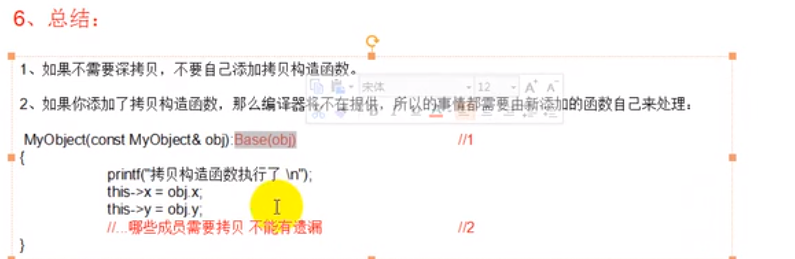 6、总结：
1、如果不需要深拷贝，不要自己添加拷贝构造函数。
宋体 12 A A
2、如果你添加了拷贝构造函数，那么编译器将不在提供，所以的事情都需要由新添加的函数自己来处理：
B I U A
MyObject(const MyObject& obj):Base(obj) //1
{
printf("拷贝构造函数执行了 \n");
this->x = obj.x;
this->y = obj.y;
//...哪些成员需要拷贝 不能有遗漏 //2
}